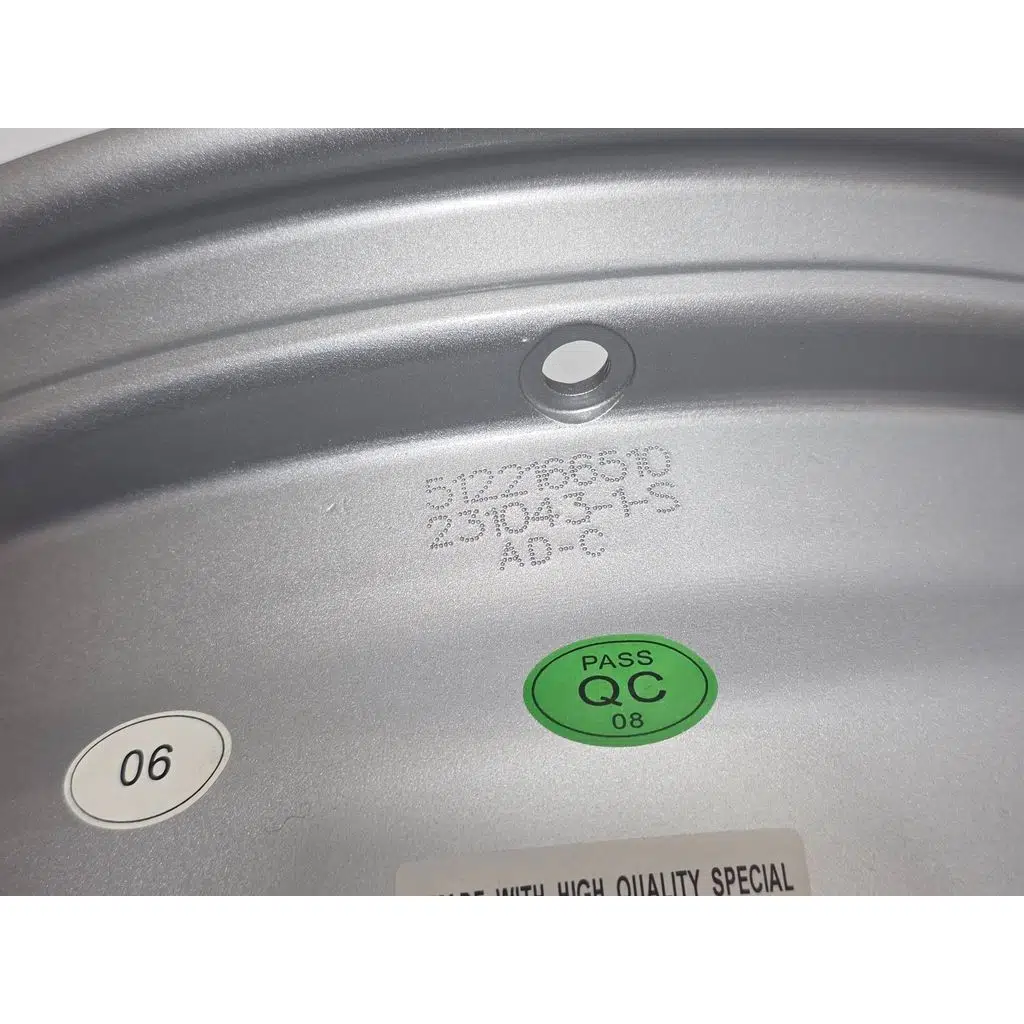 5122166510
231043-1-S
AD-C
PASS
QC
08
06
MADE WITH HIGH QUALITY SPECIAL